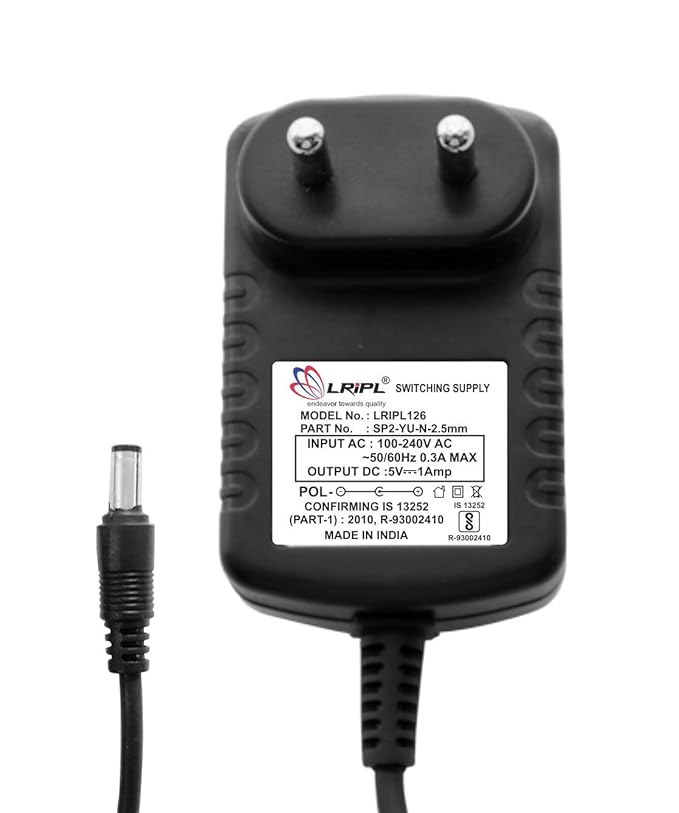 LRIPL® SWITCHING SUPPLY
endeavor towards quality
MODEL No. : LRIPL126
PART No. : SP2-YU-N-2.5mm
INPUT AC : 100-240V AC
~50/60Hz 0.3A MAX
OUTPUT DC :5V⎓1Amp
POL-
CONFIRMING IS 13252
(PART-1) : 2010, R-93002410
MADE IN INDIA
IS 13252
R-93002410